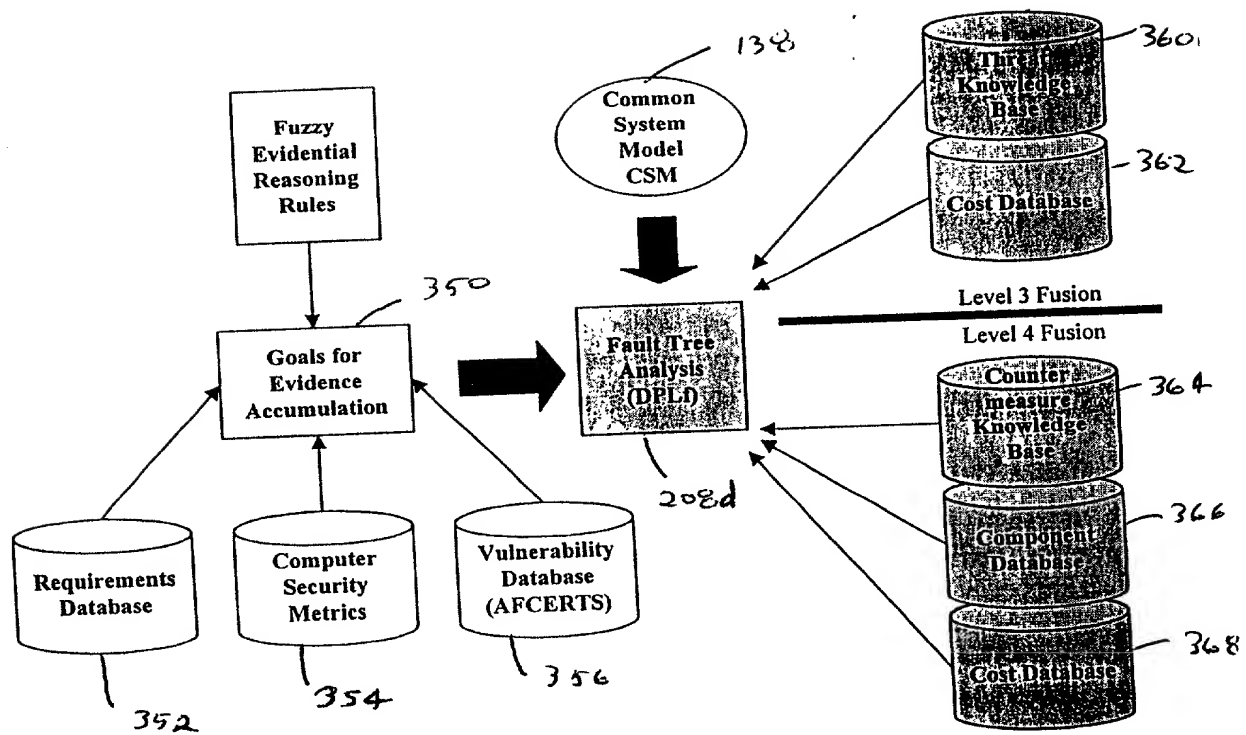 138
Common
System
Model
CSM
Fuzzy
Evidential
Reasoning
Rules
360
Threat
Knowledge
Base
362
Cost Database
350
Goals for
Evidence
Accumulation
Fault Tree
Analysis
(DPLf)
208d
Level 3 Fusion
Level 4 Fusion
Counter
measure
Knowledge
Base
364
Component
Database
366
Cost Database
368
Requirements
Database
352
Computer
Security
Metrics
354
Vulnerability
Database
(AFCERTS)
356